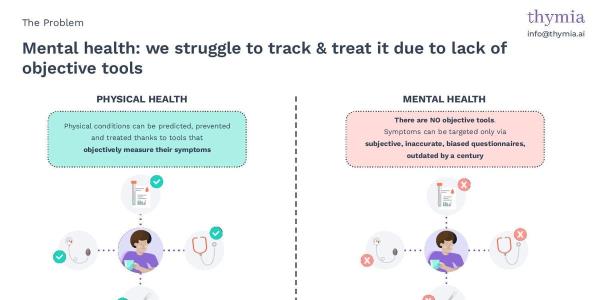 The Problem
thymia
info@thymia.ai
Mental health: we struggle to track & treat it due to lack of
objective tools
PHYSICAL HEALTH
Physical conditions can be predicted, prevented
and treated thanks to tools that
objectively measure their symptoms
MENTAL HEALTH
There are NO objective tools.
Symptoms can be targeted only via
subjective, inaccurate, biased questionnaires,
outdated by a century